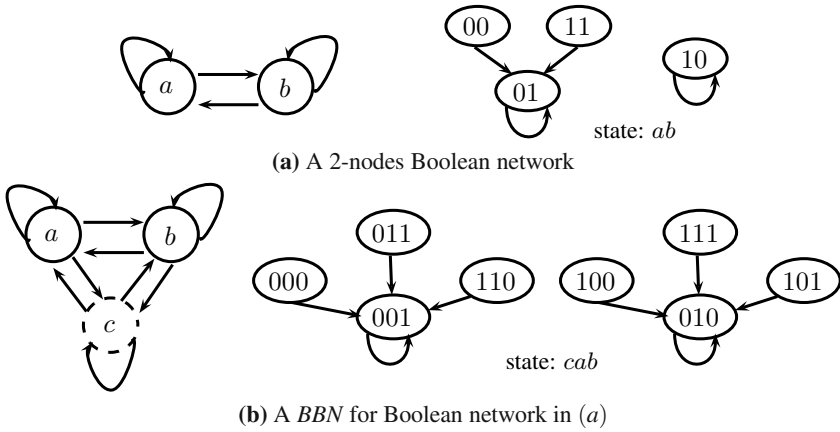 00 11
a b 01 10
state: ab
(a) A 2-nodes Boolean network
a b 011 111
000 110 100 101
c 001 010
state: cab
(b) A BBN for Boolean network in (a)